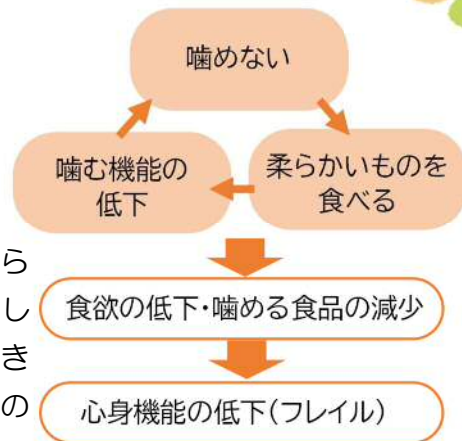 噛めない
噛む機能の
低下
柔らかいものを
食べる
ら
し
き
の
食欲の低下・噛める食品の減少
心身機能の低下(フレイル)